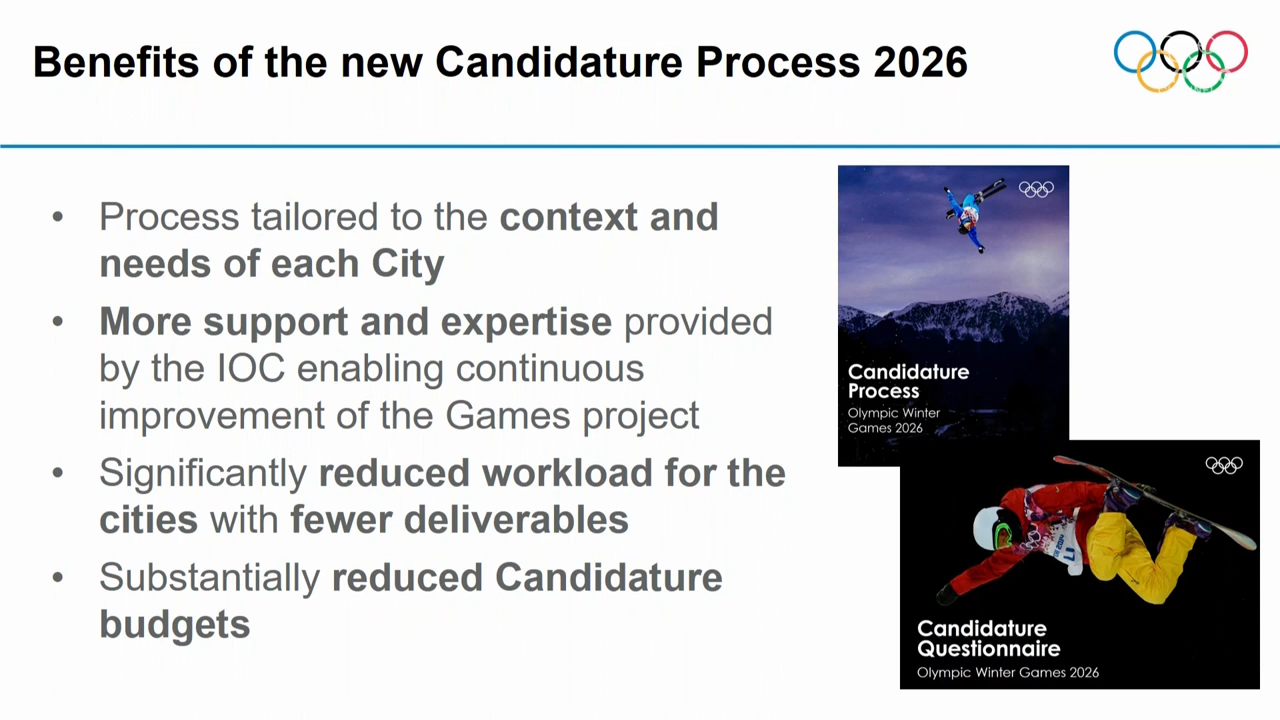 Benefits of the new Candidature Process 2026
• Process tailored to the context and
needs of each City
• More support and expertise provided
by the IOC enabling continuous
improvement of the Games project
• Significantly reduced workload for the
cities with fewer deliverables
• Substantially reduced Candidature
budgets
Candidature
Process
Olympic Winter
Games 2026
Candidature
Questionnaire
Olympic Winter Games 2026